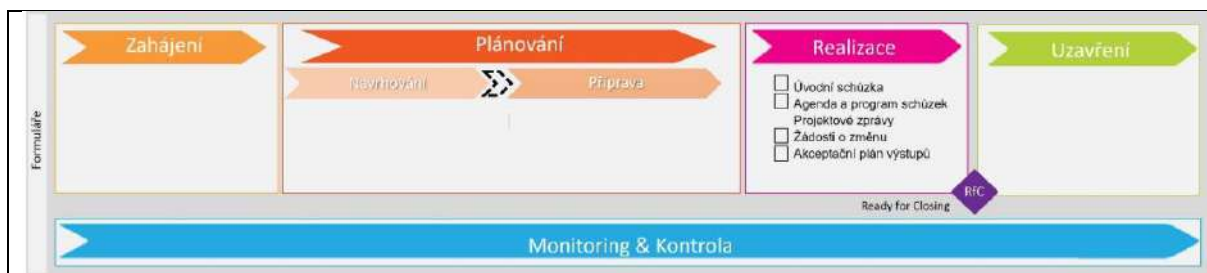 Formuláře
Zahájení
Plánování
Navrhování
Příprava
Realizace
Úvodní schůzka
Agenda a program schůzek
Projektové zprávy
Žádosti o změnu
Akceptační plán výstupů
Uzavření
RfC
Ready for Closing
Monitoring & Kontrola